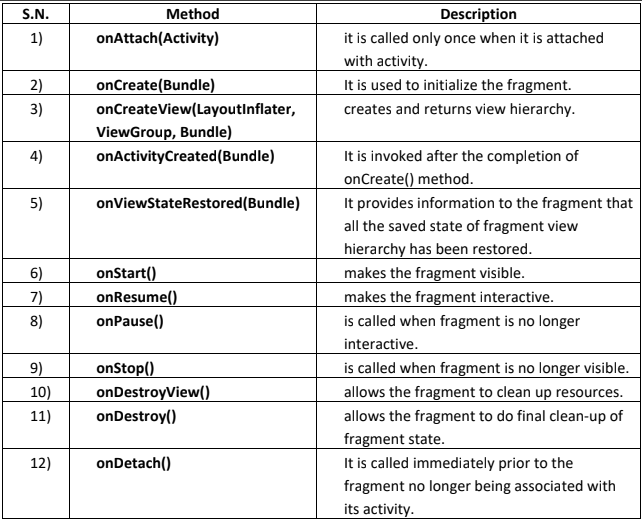 S.N. Method Description
1) onAttach(Activity) it is called only once when it is attached
with activity.
2) onCreate(Bundle) It is used to initialize the fragment.
3) onCreateView(LayoutInflater, creates and returns view hierarchy.
ViewGroup, Bundle)
4) onActivityCreated(Bundle) It is invoked after the completion of
onCreate() method.
5) onViewStateRestored(Bundle) It provides information to the fragment that
all the saved state of fragment view
hierarchy has been restored.
6) onStart() makes the fragment visible.
7) onResume() makes the fragment interactive.
8) onPause() is called when fragment is no longer
interactive.
9) onStop() is called when fragment is no longer visible.
10) onDestroyView() allows the fragment to clean up resources.
11) onDestroy() allows the fragment to do final clean-up of
fragment state.
12) onDetach() It is called immediately prior to the
fragment no longer being associated with
its activity.